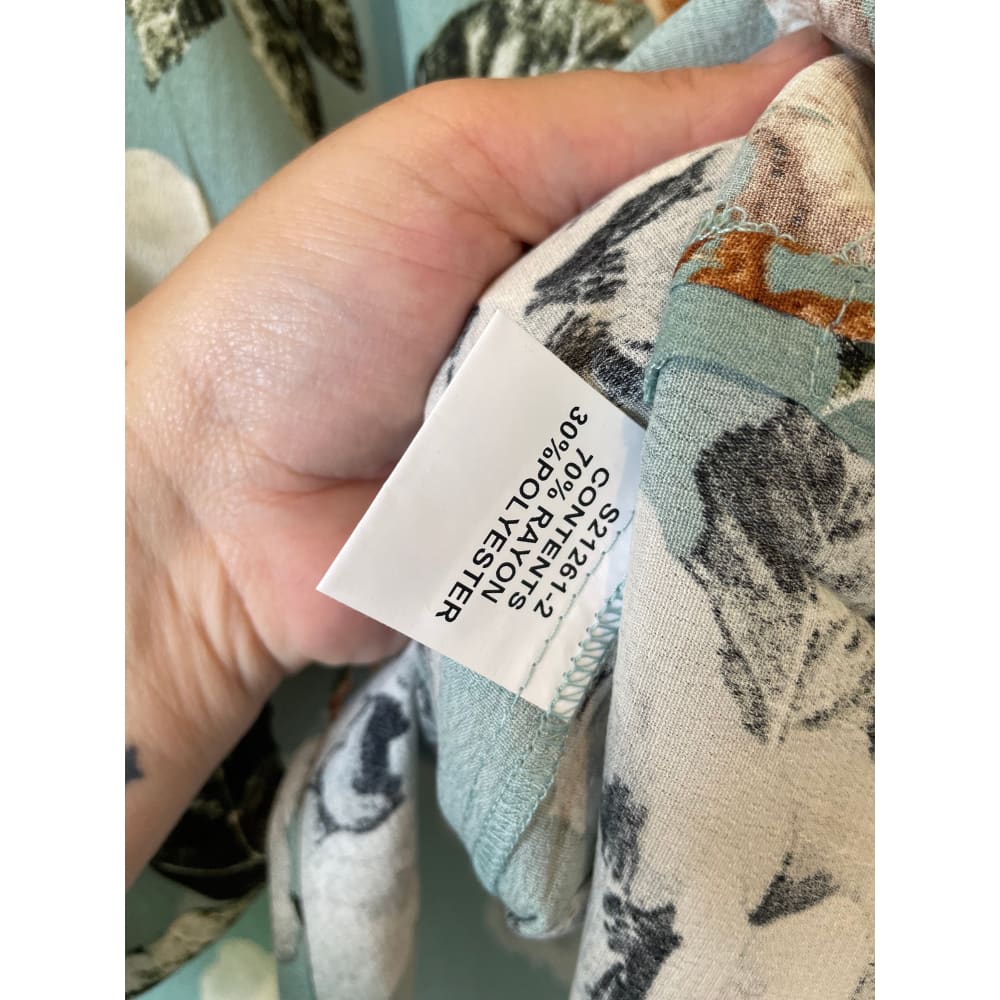 S21261-2
CONTENTS
70% RAYON
30%POLYESTER